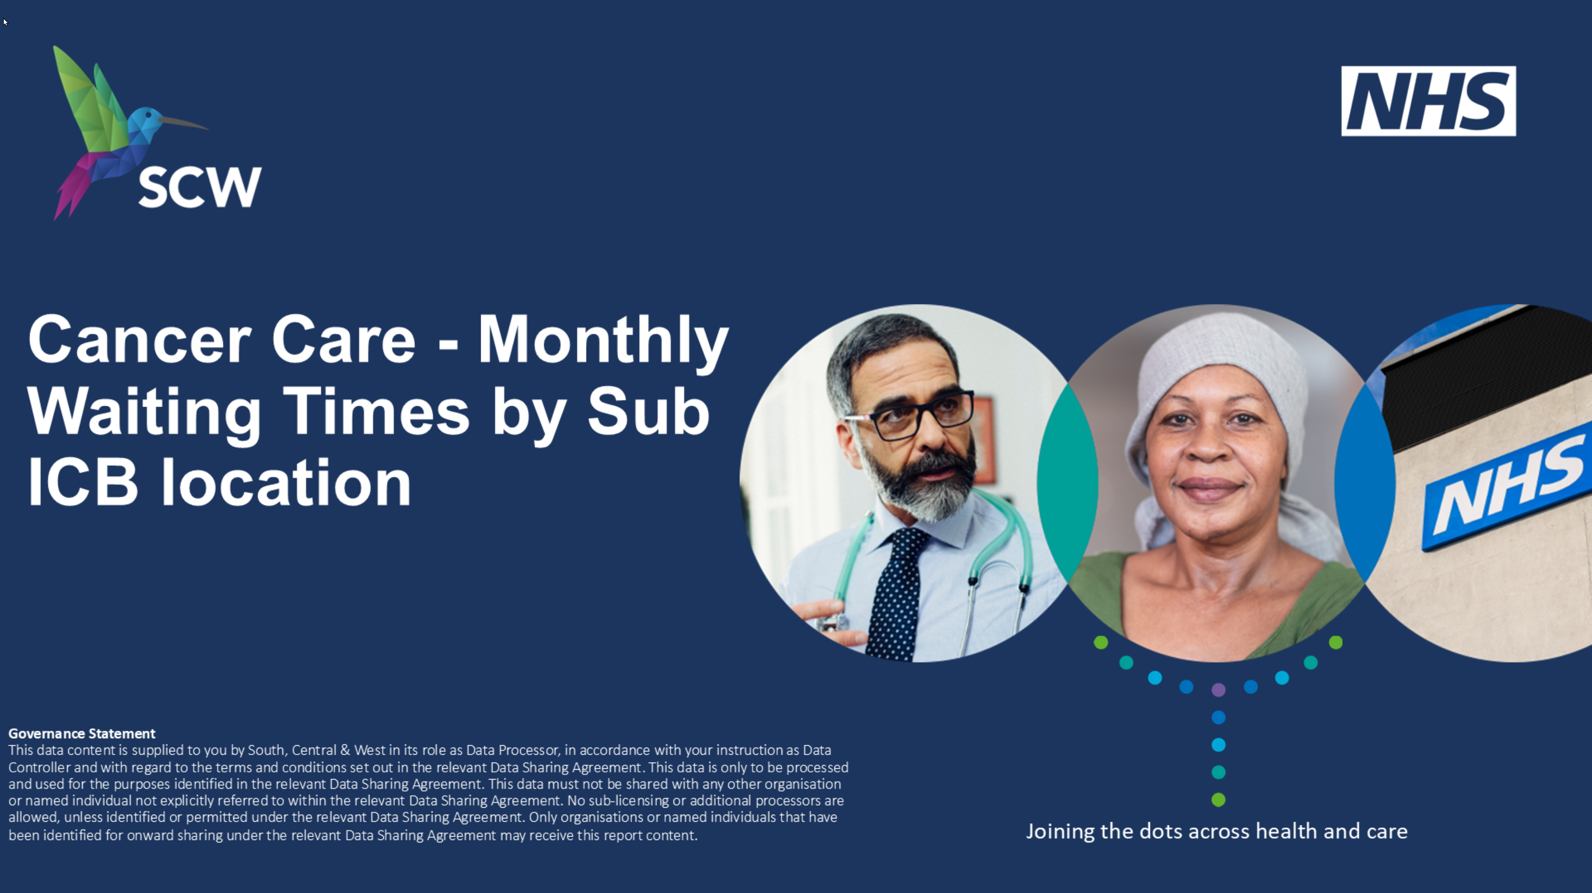 SCW
NHS
Cancer Care - Monthly
Waiting Times by Sub
ICB location
NHS
Governance Statement
This data content is supplied to you by South, Central & West in its role as Data Processor, in accordance with your instruction as Data
Controller and with regard to the terms and conditions set out in the relevant Data Sharing Agreement. This data is only to be processed
and used for the purposes identified in the relevant Data Sharing Agreement. This data must not be shared with any other organisation
or named individual not explicitly referred to within the relevant Data Sharing Agreement. No sub-licensing or additional processors are
allowed, unless identified or permitted under the relevant Data Sharing Agreement. Only organisations or named individuals that have
been identified for onward sharing under the relevant Data Sharing Agreement may receive this report content.
Joining the dots across health and care